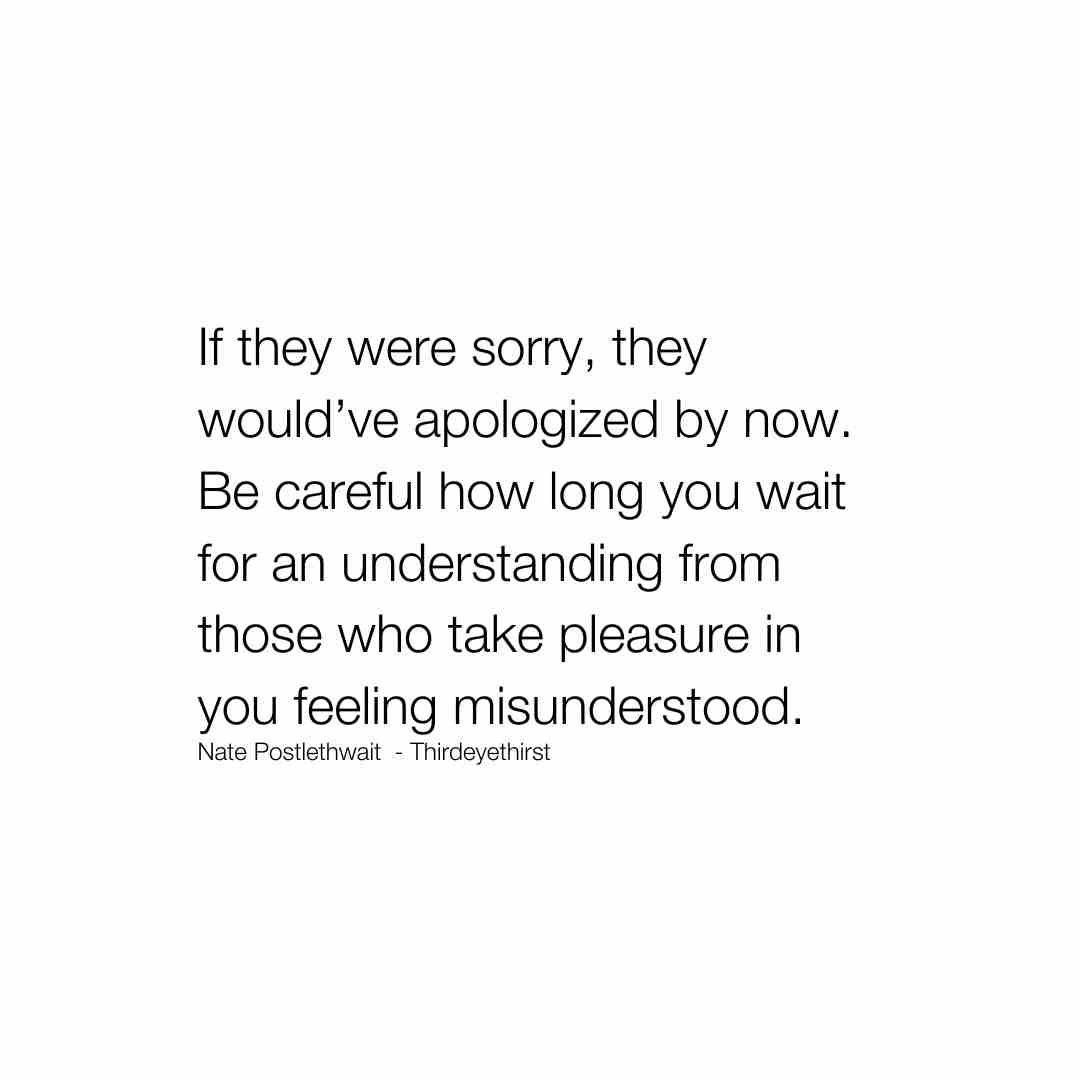 If they were sorry, they
would’ve apologized by now.
Be careful how long you wait
for an understanding from
those who take pleasure in
you feeling misunderstood.
Nate Postlethwait - Thirdeyethirst